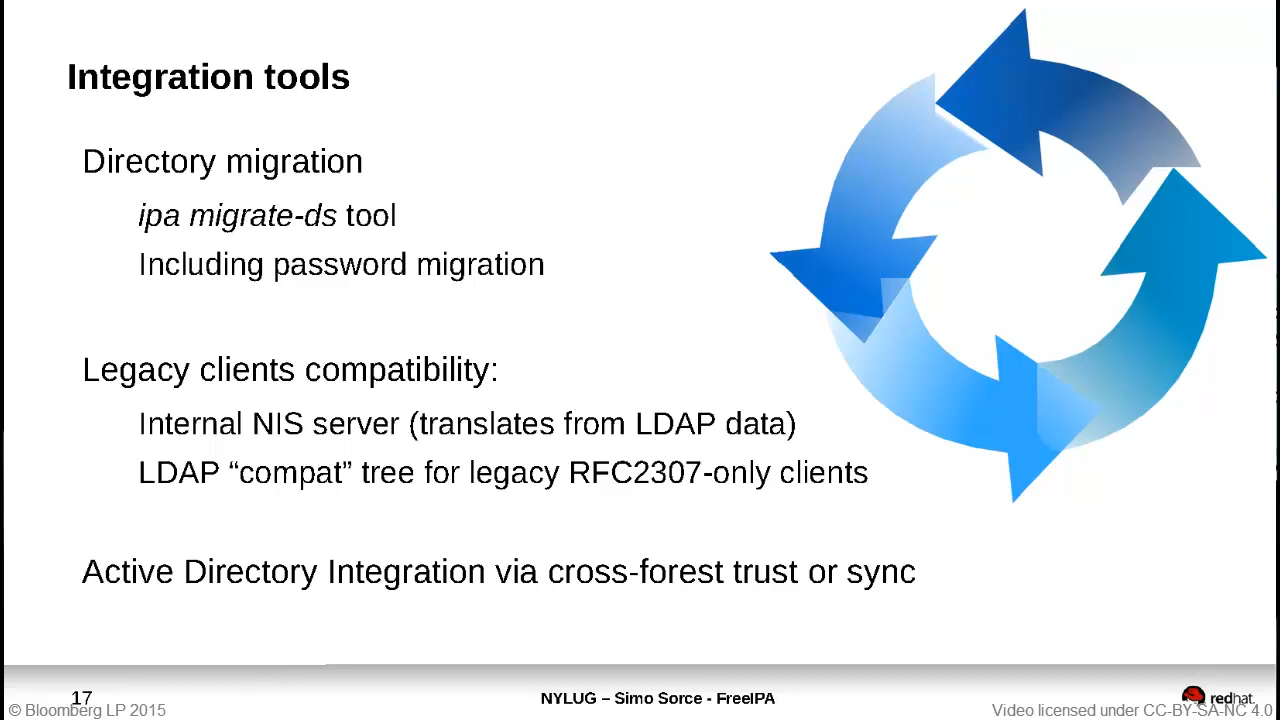 Integration tools
Directory migration
ipa migrate-ds tool
Including password migration
Legacy clients compatibility:
Internal NIS server (translates from LDAP data)
LDAP “compat” tree for legacy RFC2307-only clients
Active Directory Integration via cross-forest trust or sync
17
NYLUG – Simo Sorce - FreeIPA
redhat
© Bloomberg LP 2015
Video licensed under CC-BY-SA-NC 4.0